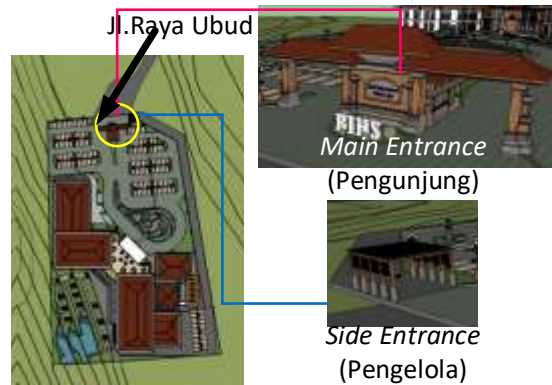 Jl.Raya Ubud
BIHS
Main Entrance
(Pengunjung)
Side Entrance
(Pengelola)